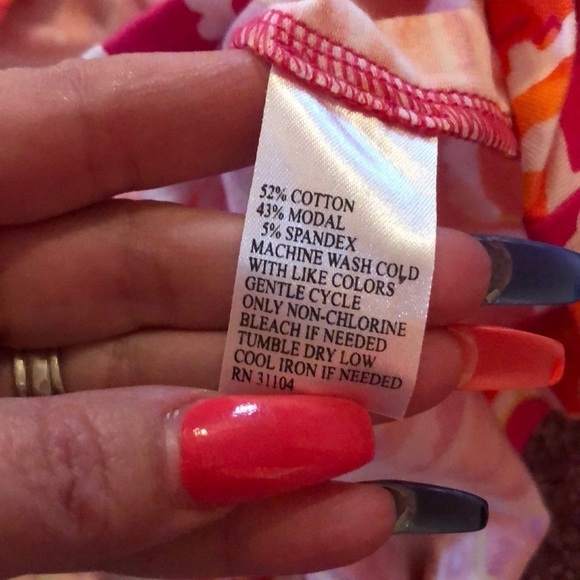 52% COTTON
43% MODAL
5% SPANDEX
MACHINE WASH COLD
WITH LIKE COLORS
GENTLE CYCLE
ONLY NON-CHLORINE
BLEACH IF NEEDED
TUMBLE DRY LOW
COOL IRON IF NEEDED
RN 31104